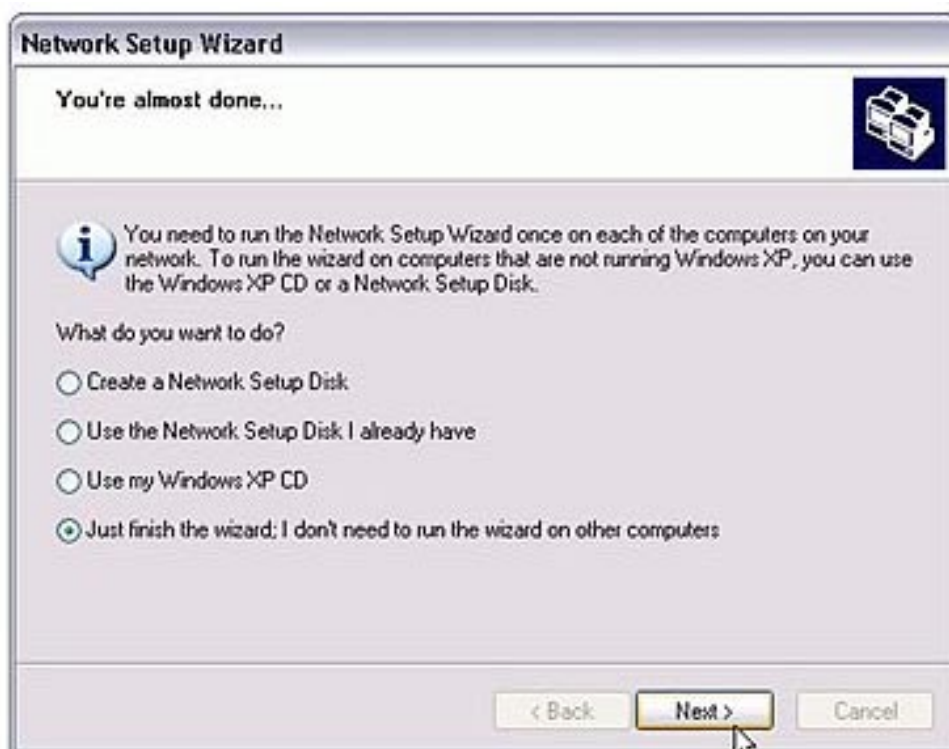 Network Setup Wizard
You're almost done...
You need to run the Network Setup Wizard once on each of the computers on your
network. To run the wizard on computers that are not running Windows XP, you can use
the Windows XP CD or a Network Setup Disk.
What do you want to do?
Create a Network Setup Disk
Use the Network Setup Disk I already have
Use my Windows XP CD
Just finish the wizard; I don't need to run the wizard on other computers
< Back Next > Cancel